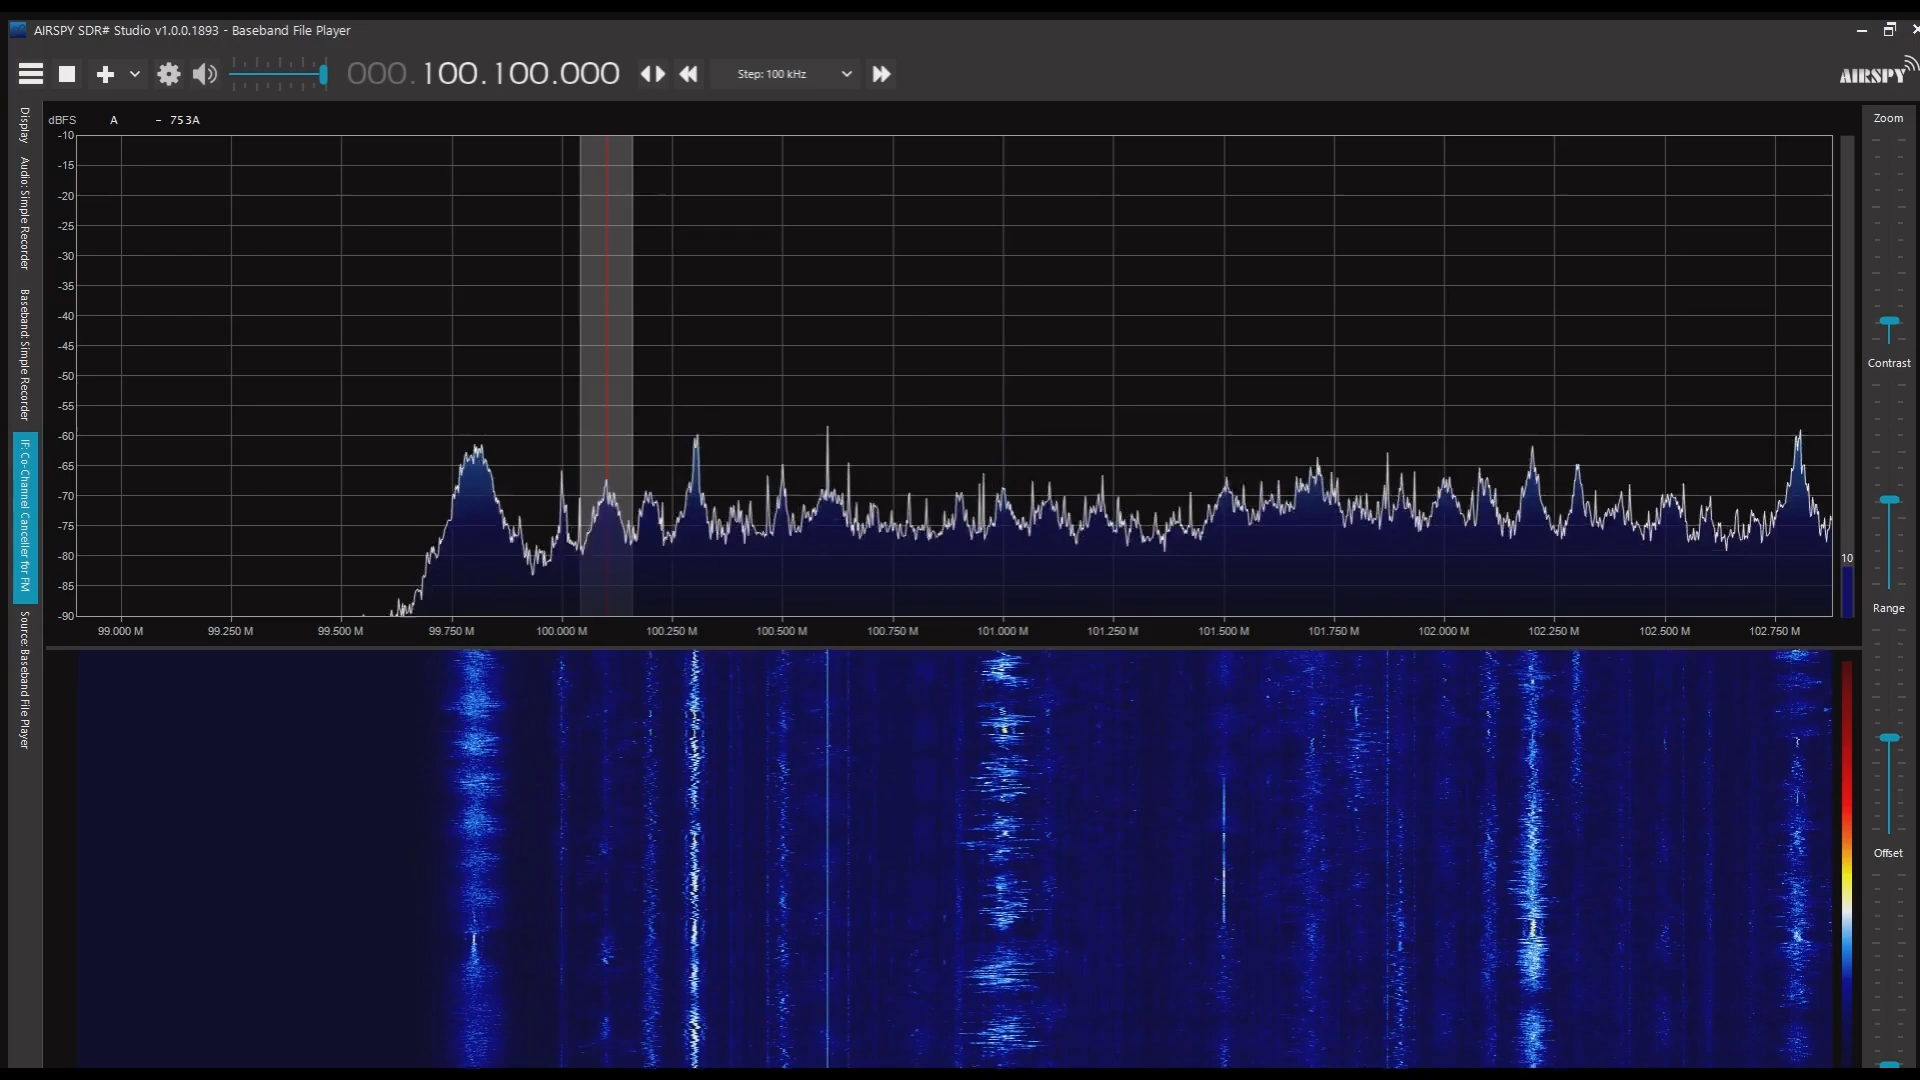 AIRSPY SDR# Studio v1.0.0.1893 - Baseband File Player
000.100.100.000
Step: 100 kHz
AIRSPY
Display
Audio: Simple Recorder
Baseband: Simple Recorder
IF: Co-Channel Canceller for FM
Source: Baseband File Player
dBFS A - 753A
-10
-15
-20
-25
-30
-35
-40
-45
-50
-55
-60
-65
-70
-75
-80
-85
-90
99.000 M 99.250 M 99.500 M 99.750 M 100.000 M 100.250 M 100.500 M 100.750 M 101.000 M 101.250 M 101.500 M 101.750 M 102.000 M 102.250 M 102.500 M 102.750 M
10
Zoom
Contrast
Range
Offset